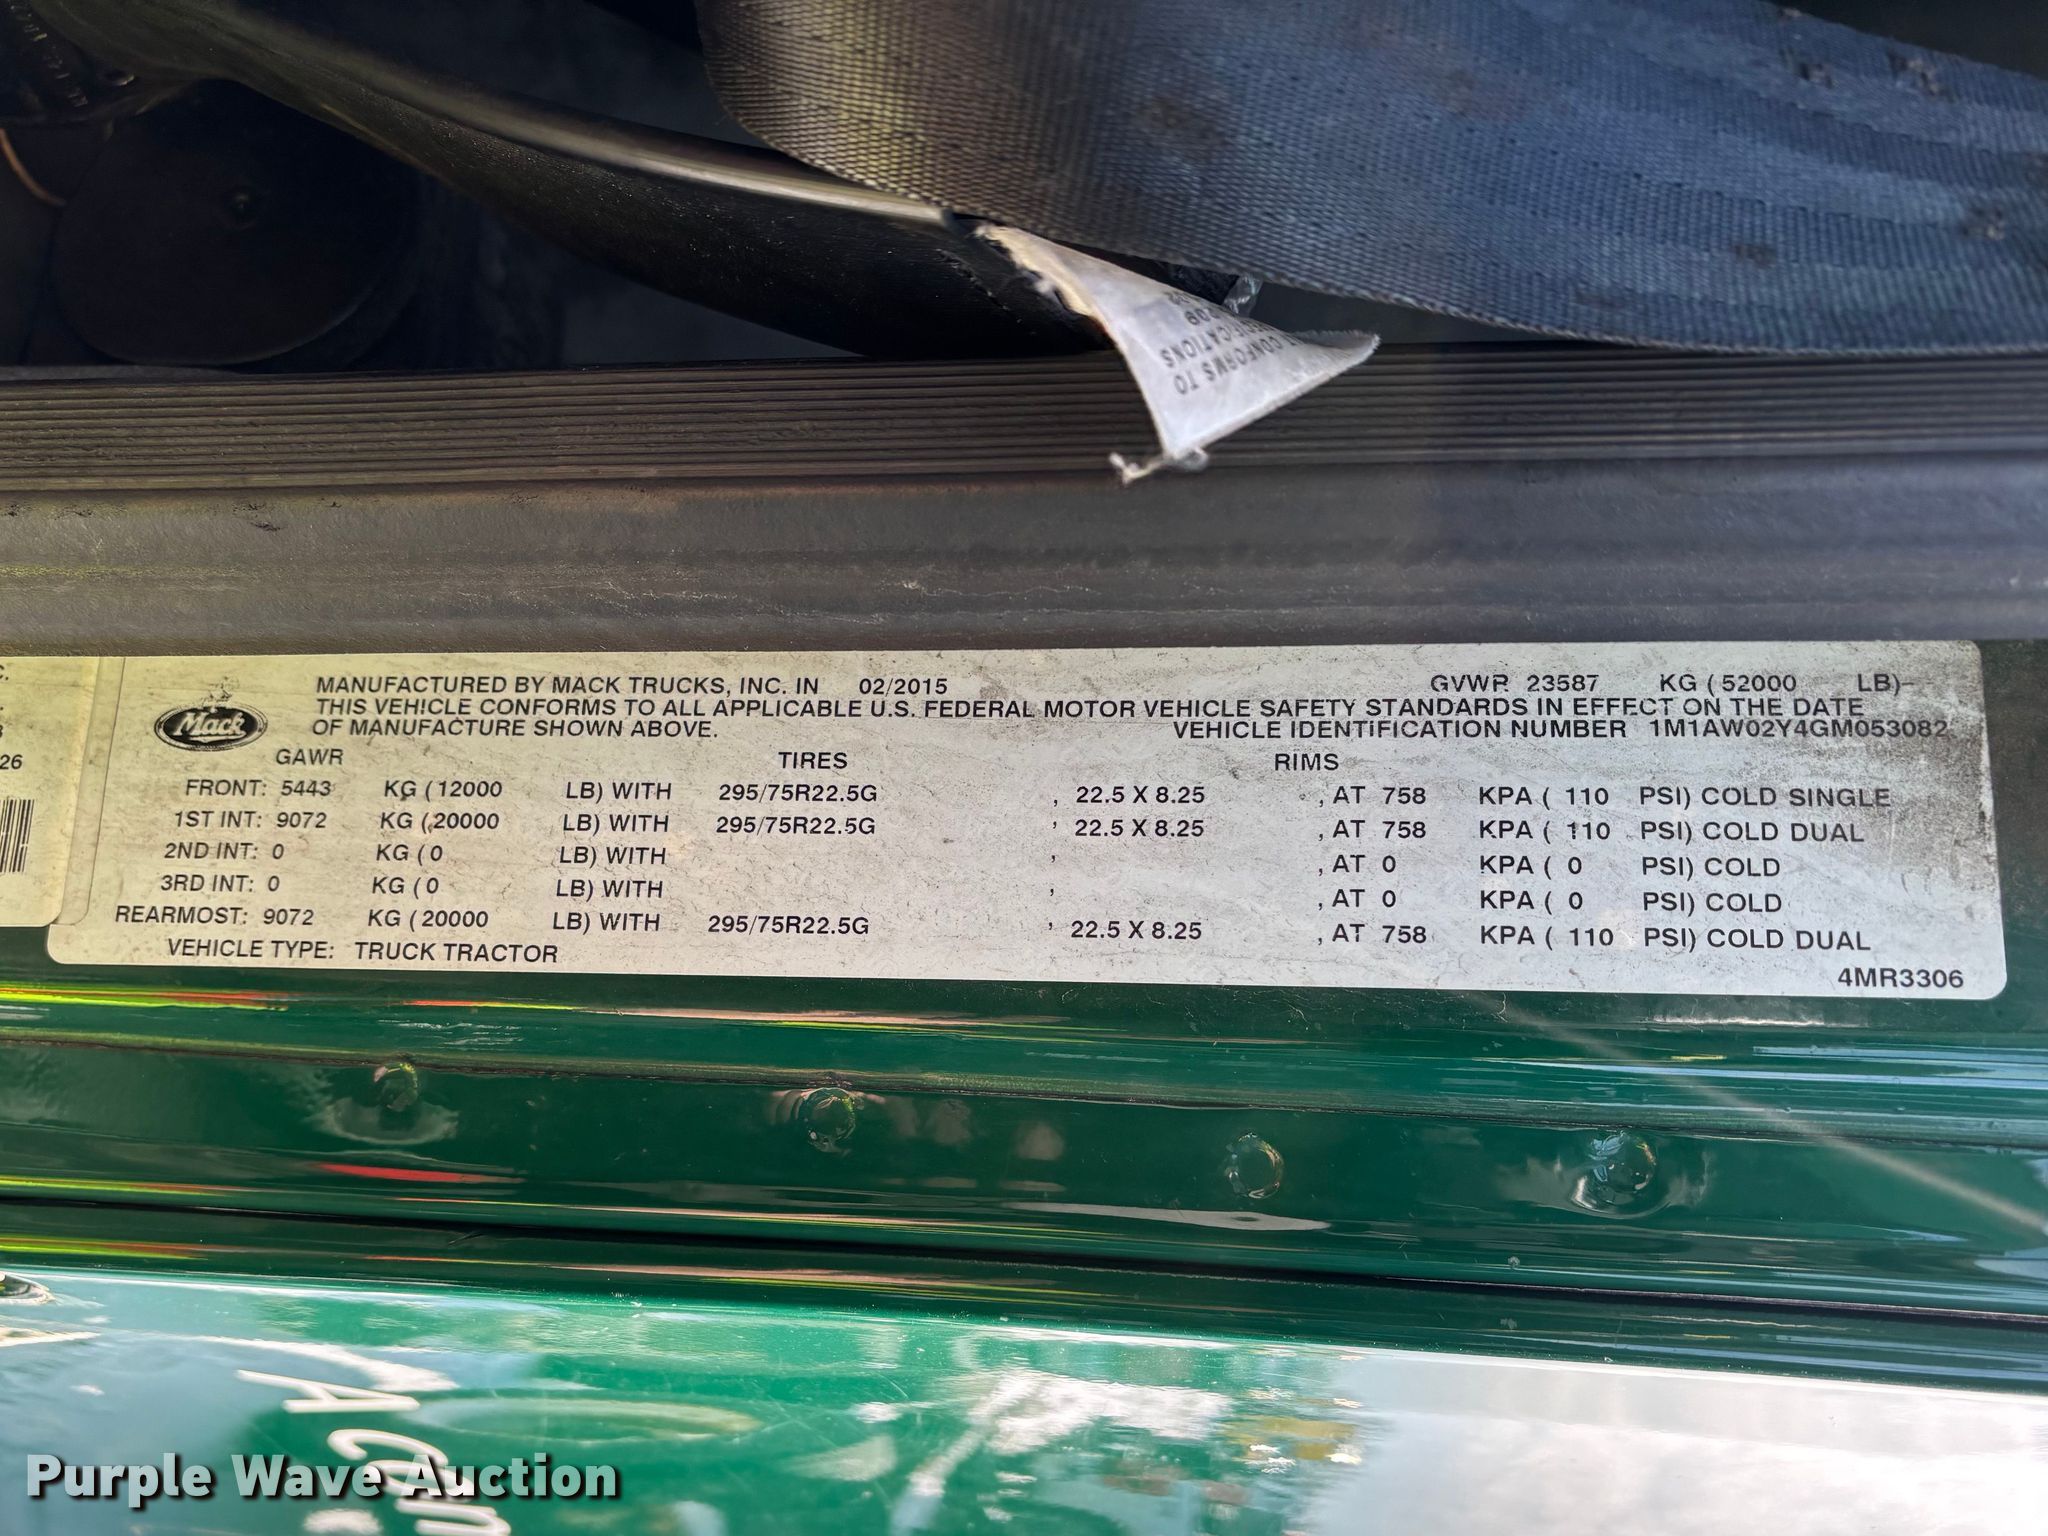 CONFORMS TO
MANUFACTURED BY MACK TRUCKS, INC. IN 02/2015 GVWR 23587 KG ( 52000 LB)
THIS VEHICLE CONFORMS TO ALL APPLICABLE U.S. FEDERAL MOTOR VEHICLE SAFETY STANDARDS IN EFFECT ON THE DATE
OF MANUFACTURE SHOWN ABOVE. VEHICLE IDENTIFICATION NUMBER 1M1AW02Y4GM053082
Mack
GAWR TIRES RIMS
FRONT: 5443 KG ( 12000 LB) WITH 295/75R22.5G , 22.5 X 8.25 , AT 758 KPA ( 110 PSI) COLD SINGLE
1ST INT: 9072 KG ( 20000 LB) WITH 295/75R22.5G , 22.5 X 8.25 , AT 758 KPA ( 110 PSI) COLD DUAL
2ND INT: 0 KG ( 0 LB) WITH , , AT 0 KPA ( 0 PSI) COLD
3RD INT: 0 KG ( 0 LB) WITH , , AT 0 KPA ( 0 PSI) COLD
REARMOST: 9072 KG ( 20000 LB) WITH 295/75R22.5G , 22.5 X 8.25 , AT 758 KPA ( 110 PSI) COLD DUAL
VEHICLE TYPE: TRUCK TRACTOR
4MR3306
26
Purple Wave Auction